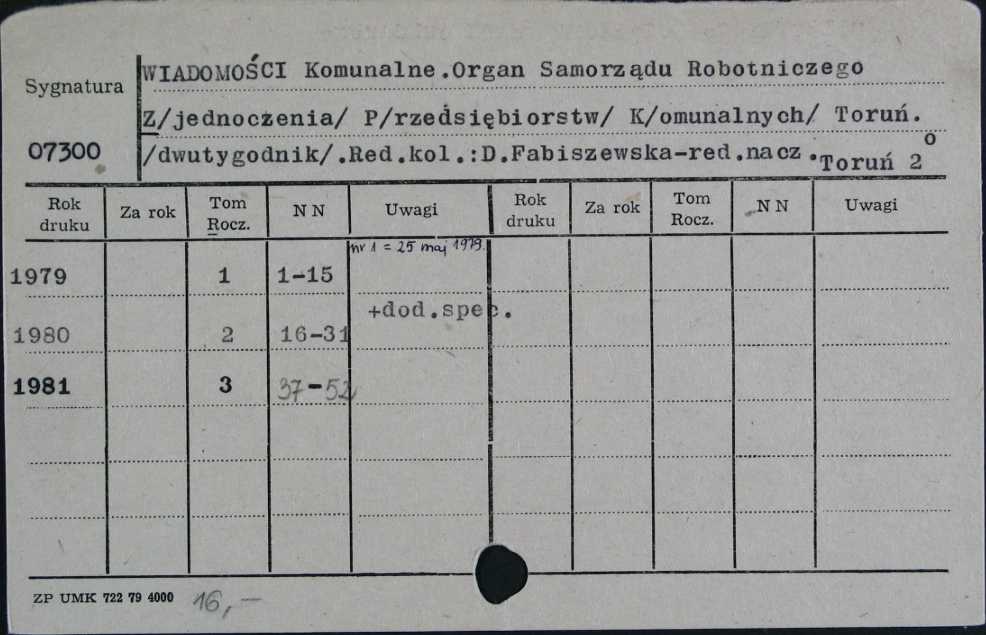 WIADOMOŚCI Komunalne.Organ Samorządu Robotniczego
Sygnatura
Z/jednoczenia/ P/rzedsiębiorstw/ K/omunalnych/ Toruń.
07300
/dwutygodnik/.Red.kol.:D.Fabiszewska-red.nacz.Toruń 2°
Rok druku Za rok Tom Rocz. NN Uwagi Rok druku Za rok Tom Rocz. NN Uwagi
nr 1 = 25 maj 1979.
1979 1 1-15
+dod.spec.
1980 2 16-31
1981 3 37-52
ZP UMK 722 79 4000 16,—